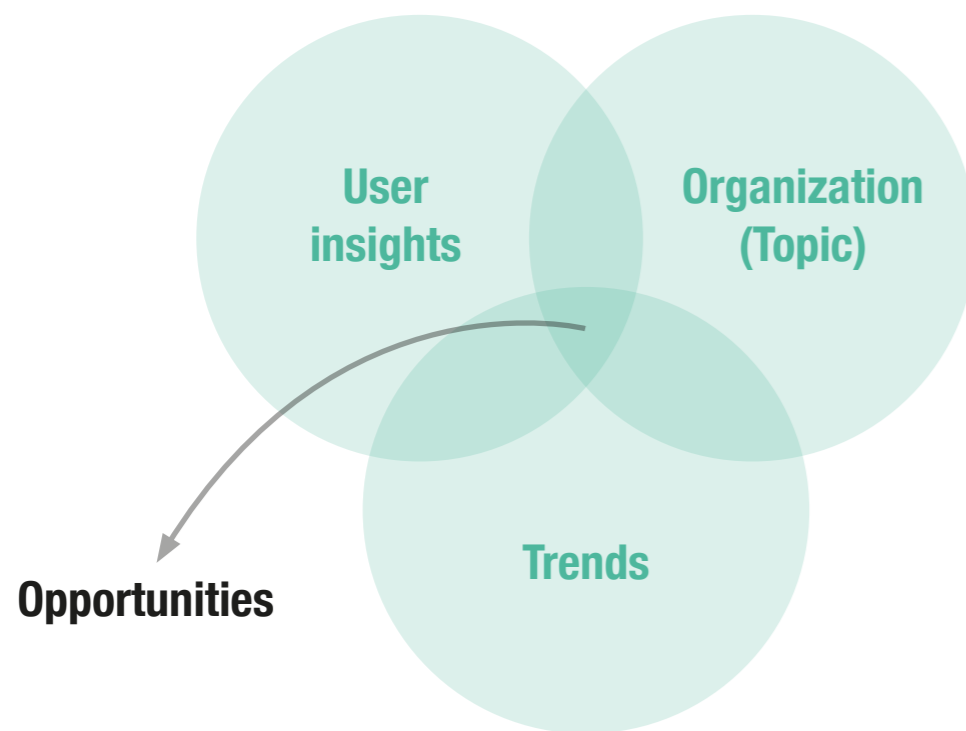 User
insights
Organization
(Topic)
Trends
Opportunities